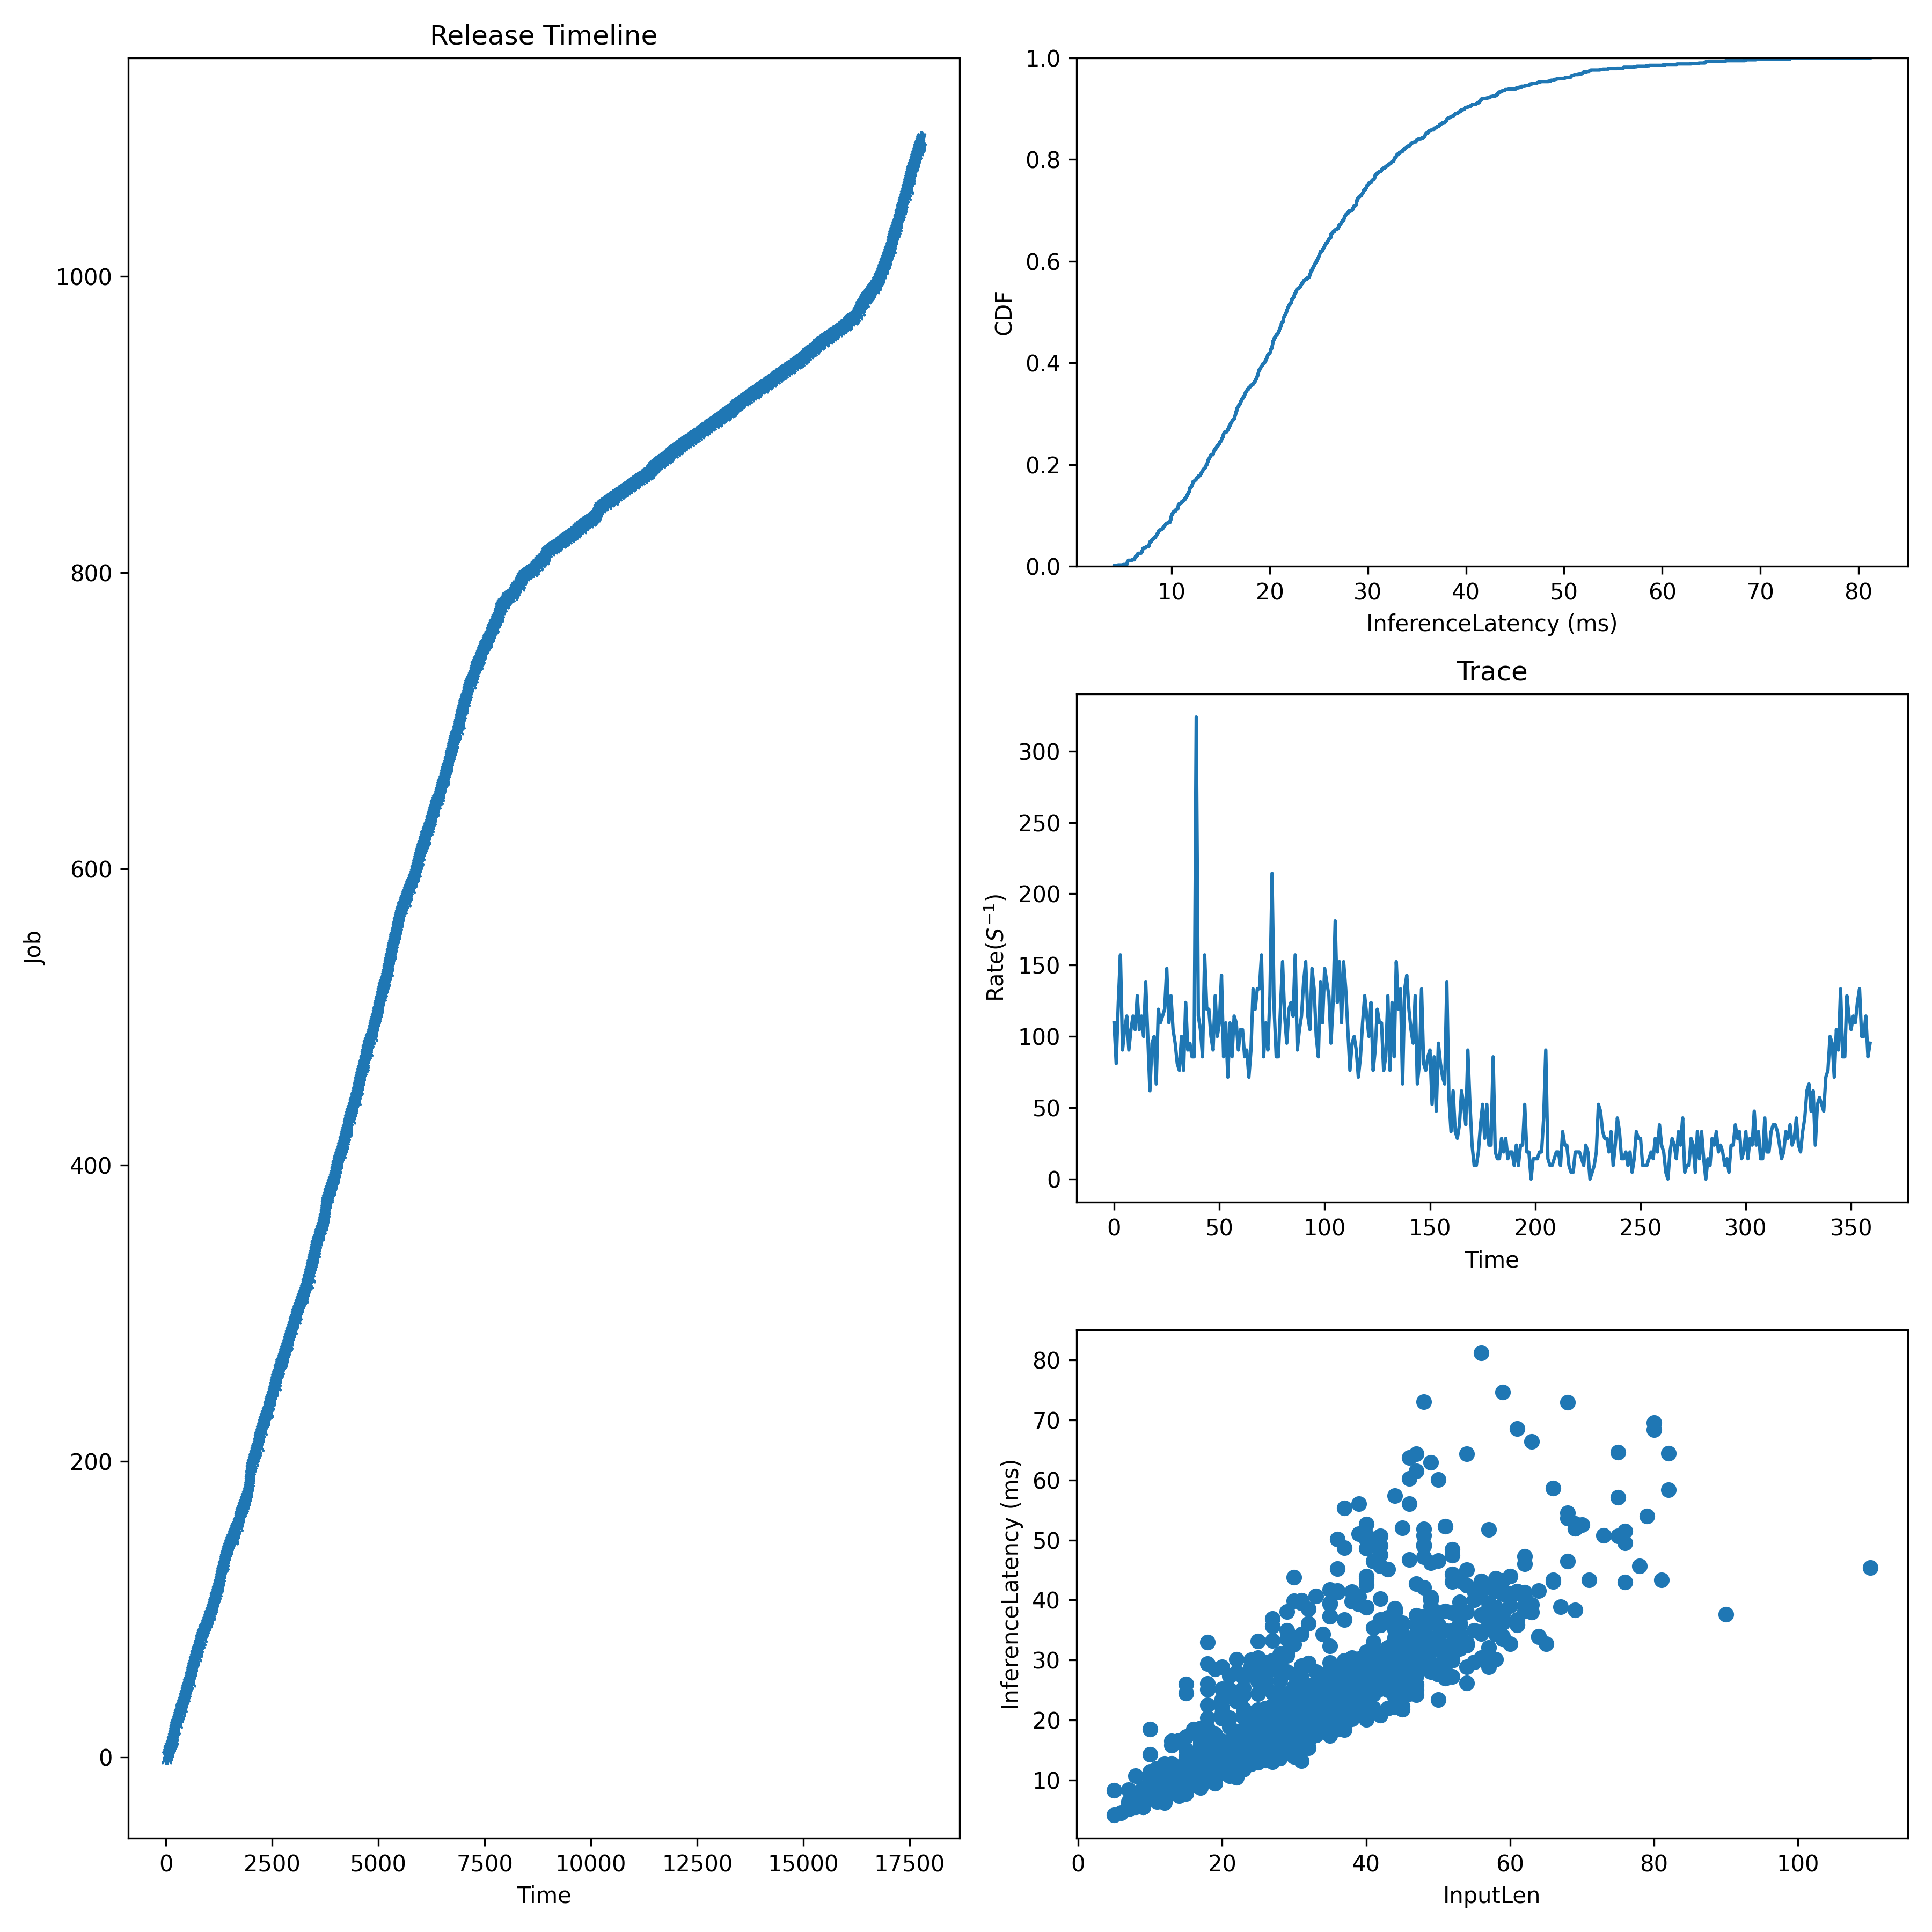 Release Timeline
Job
1000
800
600
400
200
0
0 2500 5000 7500 10000 12500 15000 17500
Time
CDF
1.0
0.8
0.6
0.4
0.2
0.0
10 20 30 40 50 60 70 80
InferenceLatency (ms)
Trace
Rate(S⁻¹)
300
250
200
150
100
50
0
0 50 100 150 200 250 300 350
Time
InferenceLatency (ms)
80
70
60
50
40
30
20
10
0 20 40 60 80 100
InputLen